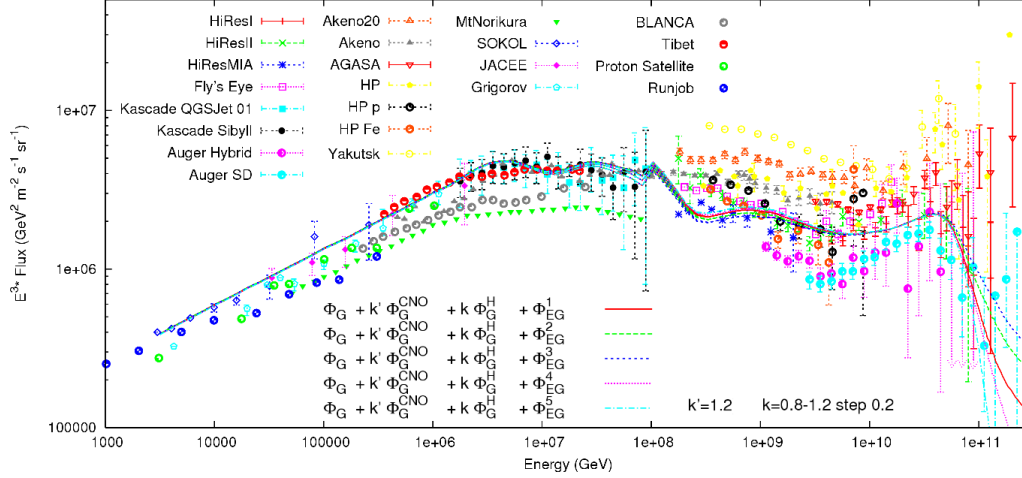 HiResI
HiResII
HiResMIA
Fly's Eye
Kascade QGSJet 01
Kascade Sibyll
Auger Hybrid
Auger SD
Akeno20
Akeno
AGASA
HP
HP p
HP Fe
Yakutsk
MtNorikura
SOKOL
JACEE
Grigorov
BLANCA
Tibet
Proton Satellite
Runjob
E^3* Flux (GeV^2 m^-2 s^-1 sr^-1)
1e+07
1e+06
100000
Φ_G + k' Φ_G^CNO + k Φ_G^H + Φ_EG^1
Φ_G + k' Φ_G^CNO + k Φ_G^H + Φ_EG^2
Φ_G + k' Φ_G^CNO + k Φ_G^H + Φ_EG^3
Φ_G + k' Φ_G^CNO + k Φ_G^H + Φ_EG^4
Φ_G + k' Φ_G^CNO + k Φ_G^H + Φ_EG^5
k'=1.2 k=0.8-1.2 step 0.2
1000 10000 100000 1e+06 1e+07 1e+08 1e+09 1e+10 1e+11
Energy (GeV)